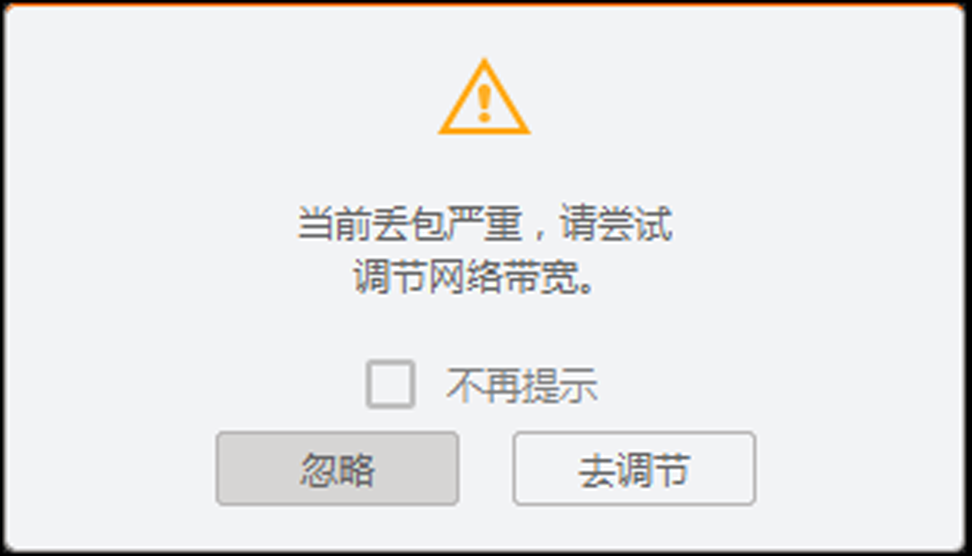 当前丢包严重，请尝试
调节网络带宽。
不再提示
忽略
去调节